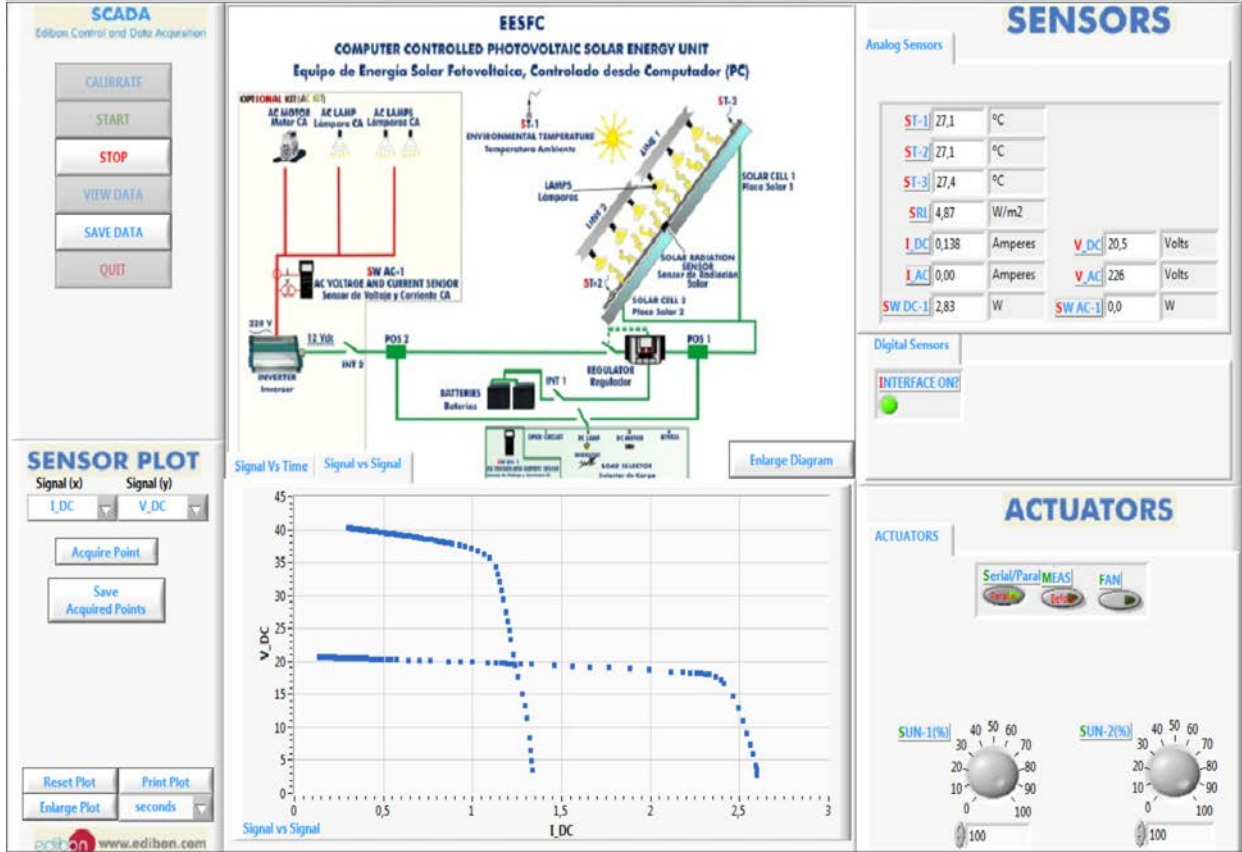 SCADA
Edibon Control and Data Acquisition
CALIBRATE
START
STOP
VIEW DATA
SAVE DATA
QUIT
EESFC
COMPUTER CONTROLLED PHOTOVOLTAIC SOLAR ENERGY UNIT
Equipo de Energía Solar Fotovoltaica, Controlado desde Computador (PC)
OPTIONAL KIT (AC KIT)
AC MOTOR
Motor CA
AC LAMP
Lámpara CA
AC LAMPS
Lámparas CA
ST-1
ENVIRONMENTAL TEMPERATURE
Temperatura Ambiente
ST-3
LINE 1
LAMPS
Lámparas
LINE 2
SOLAR CELL 1
Placa Solar 1
SOLAR RADIATION
SENSOR
Sensor de Radiación
Solar
ST-2
SOLAR CELL 2
Placa Solar 2
SW AC-1
AC VOLTAGE AND CURRENT SENSOR
Sensor de Voltaje y Corriente CA
220 V
12 Vdc
INT 2
POS 2
POS 1
INVERTER
Inversor
REGULATOR
Regulador
INT 1
BATTERIES
Baterías
OPEN CIRCUIT
DC LAMP
DC MOTOR
LOAD SELECTOR
Selector de Carga
Signal Vs Time
Signal vs Signal
Enlarge Diagram
SENSORS
Analog Sensors
ST-1 27,1 ºC
ST-2 27,1 ºC
ST-3 27,4 ºC
SRL 4,87 W/m2
I_DC 0,138 Amperes V_DC 20,5 Volts
I_AC 0,00 Amperes V_AC 226 Volts
SW DC-1 2,83 W SW AC-1 0,0 W
Digital Sensors
INTERFACE ON?
SENSOR PLOT
Signal (x) Signal (y)
I_DC V_DC
Acquire Point
Save
Acquired Points
Reset Plot Print Plot
Enlarge Plot seconds
edibon www.edibon.com
45
40
35
30
25
20
15
10
5
0
V_DC
0 0,5 1 1,5 2 2,5 3
I_DC
Signal vs Signal
ACTUATORS
ACTUATORS
Serial/Paral MEAS FAN
SUN-1(%)
0 10 20 30 40 50 60 70 80 90 100
100
SUN-2(%)
0 10 20 30 40 50 60 70 80 90 100
100